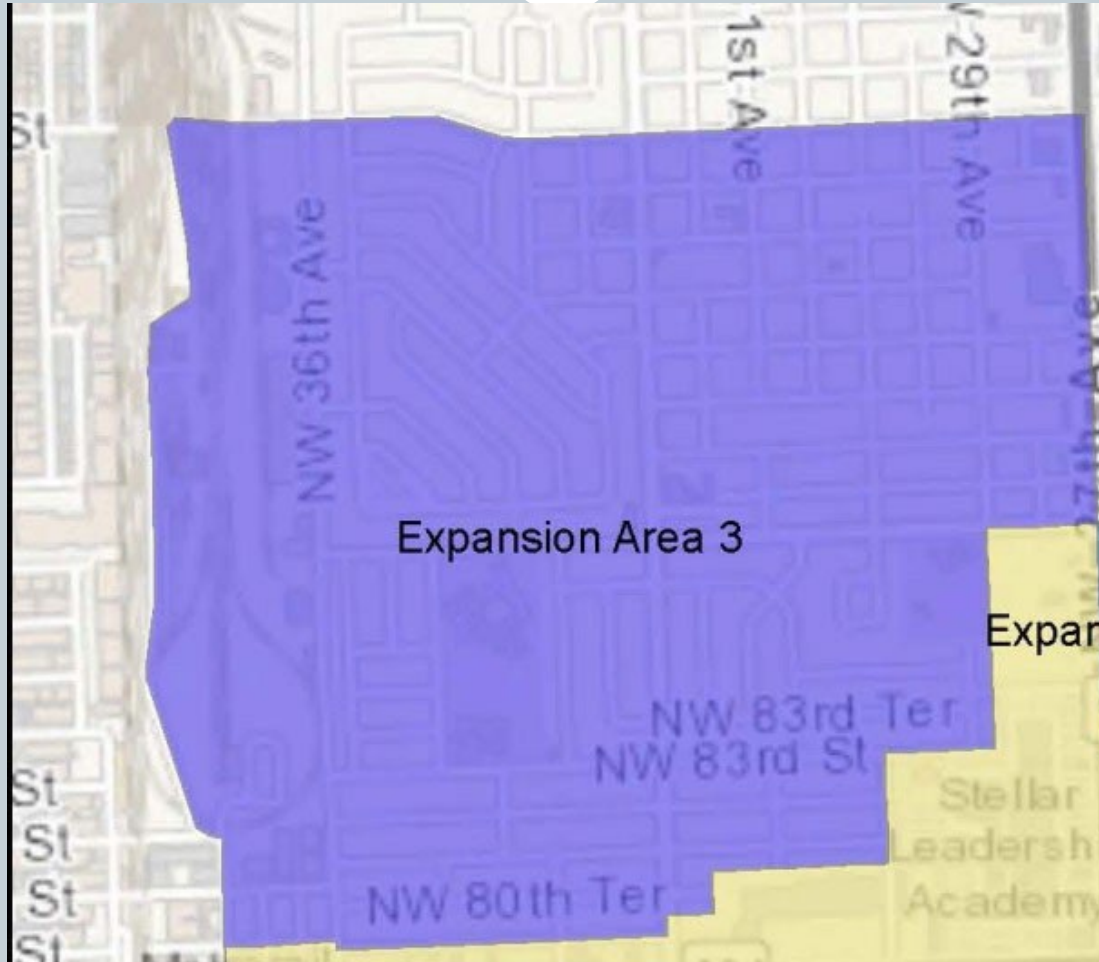 1st Ave
29th Ave
St
NW 36th Ave
Expansion Area 3
Expan
NW 83rd Ter
NW 83rd St
St
Stellar
Leadersh
Academy
St
St
NW 80th Ter
St